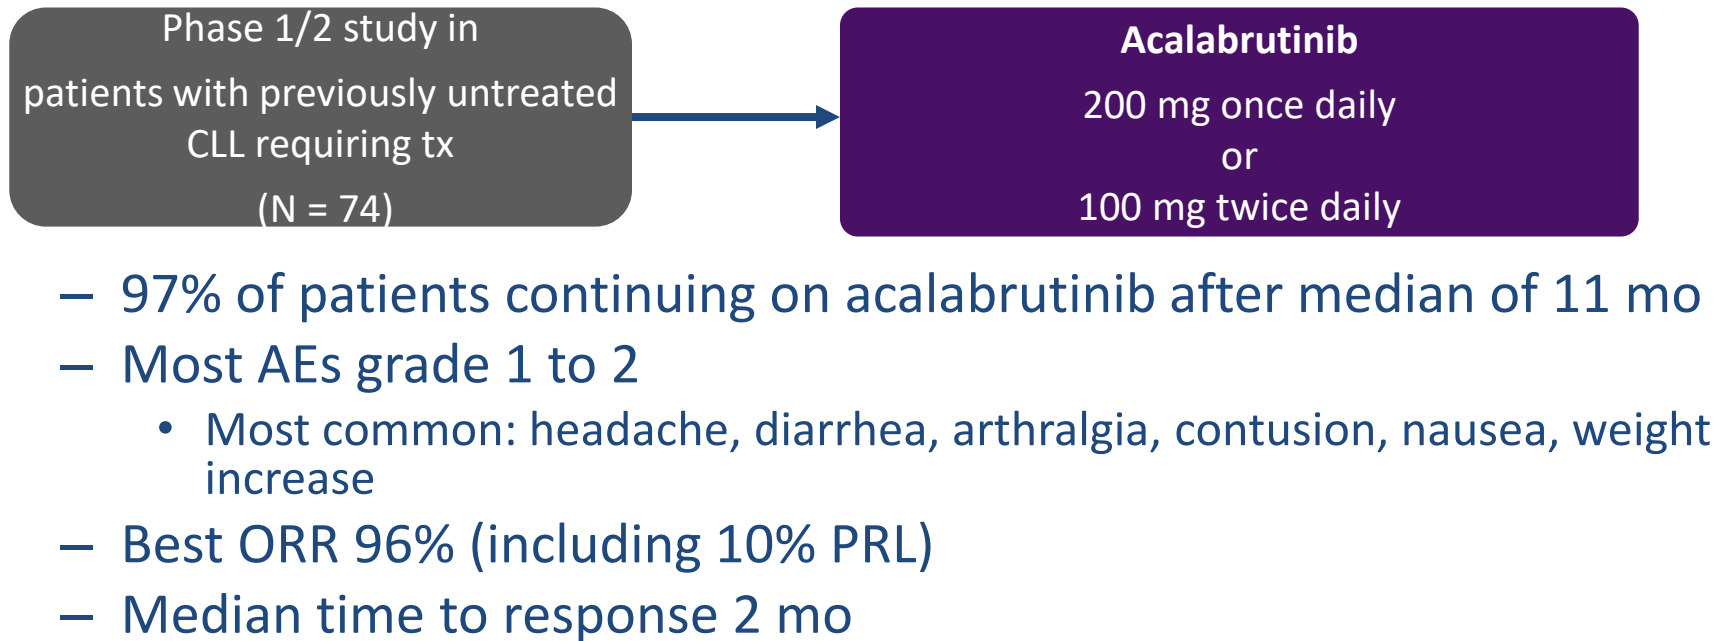 Phase 1/2 study in
patients with previously untreated
CLL requiring tx
(N = 74)
Acalabrutinib
200 mg once daily
or
100 mg twice daily
– 97% of patients continuing on acalabrutinib after median of 11 mo
– Most AEs grade 1 to 2
• Most common: headache, diarrhea, arthralgia, contusion, nausea, weight
increase
– Best ORR 96% (including 10% PRL)
– Median time to response 2 mo